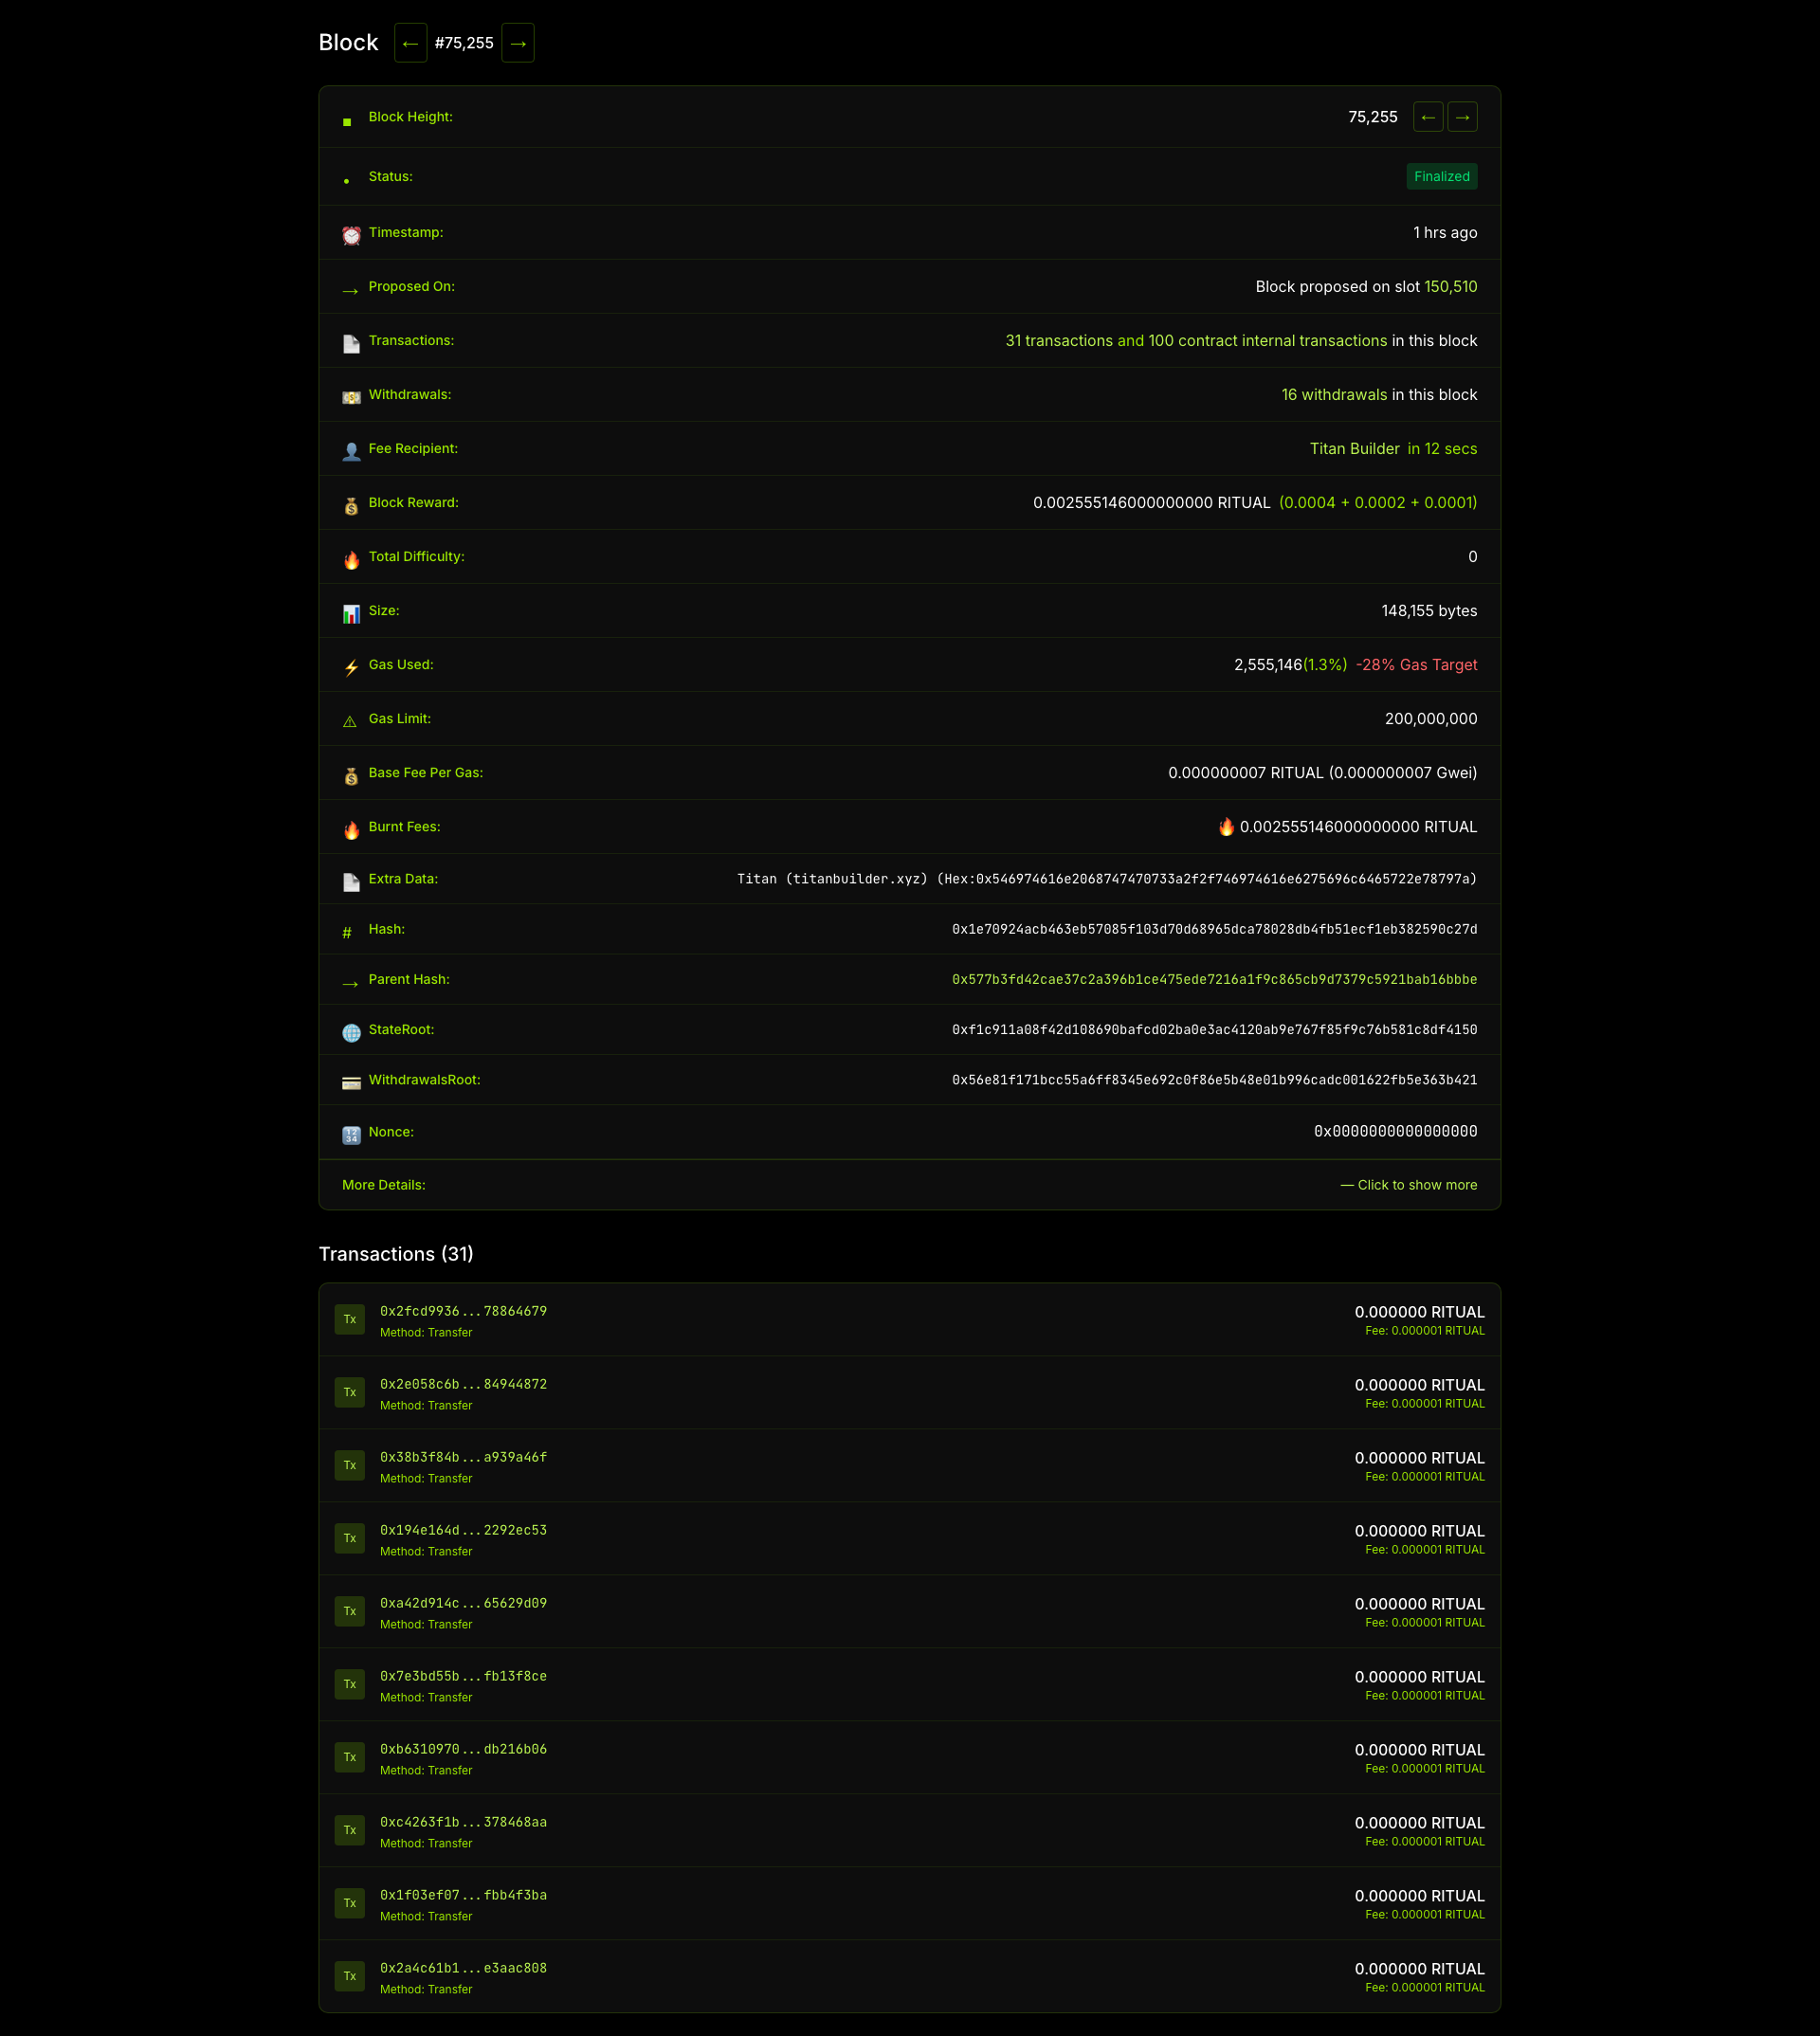 Block ← #75,255 →
Block Height: 75,255 ← →
Status: Finalized
Timestamp: 1 hrs ago
Proposed On: Block proposed on slot 150,510
Transactions: 31 transactions and 100 contract internal transactions in this block
Withdrawals: 16 withdrawals in this block
Fee Recipient: Titan Builder in 12 secs
Block Reward: 0.002555146000000000 RITUAL (0.0004 + 0.0002 + 0.0001)
Total Difficulty: 0
Size: 148,155 bytes
Gas Used: 2,555,146(1.3%) -28% Gas Target
Gas Limit: 200,000,000
Base Fee Per Gas: 0.000000007 RITUAL (0.000000007 Gwei)
Burnt Fees: 🔥 0.002555146000000000 RITUAL
Extra Data: Titan (titanbuilder.xyz) (Hex:0x546974616e2068747470733a2f2f746974616e6275696c6465722e78797a)
# Hash: 0x1e70924acb463eb57085f103d70d68965dca78028db4fb51ecf1eb382590c27d
→ Parent Hash: 0x577b3fd42cae37c2a396b1ce475ede7216a1f9c865cb9d7379c5921bab16bbbe
StateRoot: 0xf1c911a08f42d108690bafcd02ba0e3ac4120ab9e767f85f9c76b581c8df4150
WithdrawalsRoot: 0x56e81f171bcc55a6ff8345e692c0f86e5b48e01b996cadc001622fb5e363b421
Nonce: 0x0000000000000000
More Details: — Click to show more
Transactions (31)
Tx 0x2fcd9936...78864679 0.000000 RITUAL
Method: Transfer Fee: 0.000001 RITUAL
Tx 0x2e058c6b...84944872 0.000000 RITUAL
Method: Transfer Fee: 0.000001 RITUAL
Tx 0x38b3f84b...a939a46f 0.000000 RITUAL
Method: Transfer Fee: 0.000001 RITUAL
Tx 0x194e164d...2292ec53 0.000000 RITUAL
Method: Transfer Fee: 0.000001 RITUAL
Tx 0xa42d914c...65629d09 0.000000 RITUAL
Method: Transfer Fee: 0.000001 RITUAL
Tx 0x7e3bd55b...fb13f8ce 0.000000 RITUAL
Method: Transfer Fee: 0.000001 RITUAL
Tx 0xb6310970...db216b06 0.000000 RITUAL
Method: Transfer Fee: 0.000001 RITUAL
Tx 0xc4263f1b...378468aa 0.000000 RITUAL
Method: Transfer Fee: 0.000001 RITUAL
Tx 0x1f03ef07...fbb4f3ba 0.000000 RITUAL
Method: Transfer Fee: 0.000001 RITUAL
Tx 0x2a4c61b1...e3aac808 0.000000 RITUAL
Method: Transfer Fee: 0.000001 RITUAL